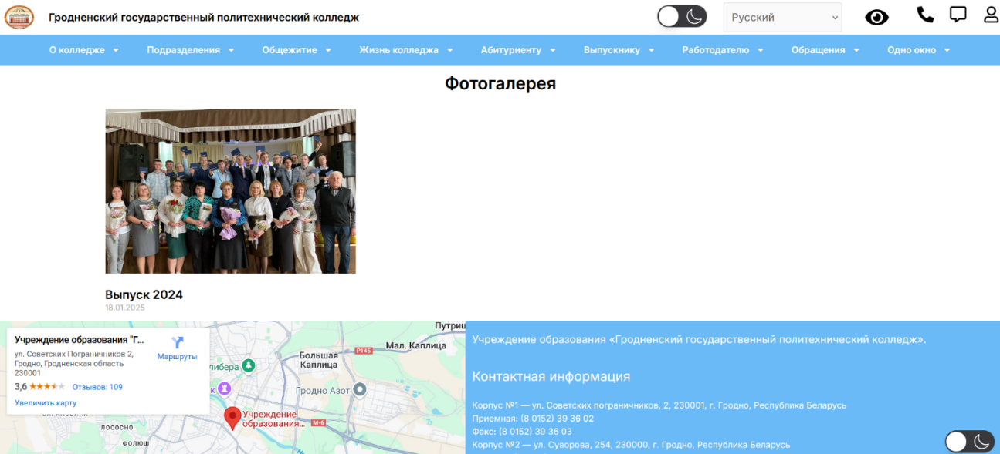 Гродненский государственный политехнический колледж
Русский
О колледже
Подразделения
Общежитие
Жизнь колледжа
Абитуриенту
Выпускнику
Работодателю
Обращения
Одно окно
Фотогалерея
Выпуск 2024
18.01.2025
Учреждение образования "Г...
ул. Советских Пограничников 2,
Гродно, Гродненская область
230001
Маршруты
3,6
Отзывов: 109
Увеличить карту
Путриш
Мал. Каплица
Р145
Большая
Каплица
либера
к
Гродно Азот
Учреждение
образования...
М-6
лососно
фолюш
Учреждение образования «Гродненский государственный политехнический колледж».
Контактная информация
Корпус №1 — ул. Советских пограничников, 2, 230001, г. Гродно, Республика Беларусь
Приемная: (8 0152) 39 36 02
Факс: (8 0152) 39 36 03
Корпус №2 — ул. Суворова, 254, 230000, г. Гродно, Республика Беларусь